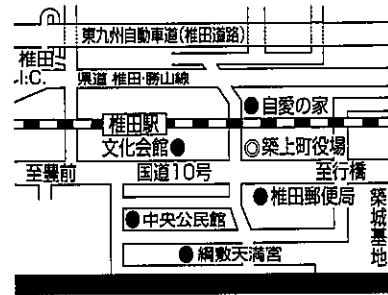 東九州自動車道(椎田道路)
椎田
I.C.
県道 椎田・勝山線
自愛の家
椎田駅
文化会館
築上町役場
至豊前
国道10号
至行橋
椎田郵便局
築城基地
中央公民館
綱敷天満宮